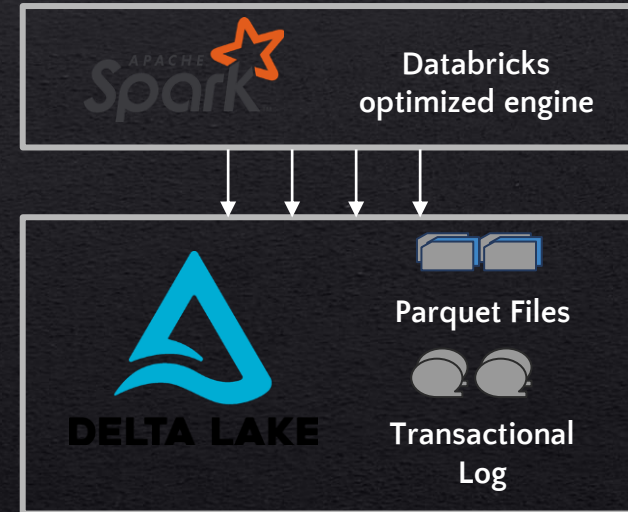 APACHE
Spark
Databricks
optimized engine
Parquet Files
DELTA LAKE
Transactional
Log